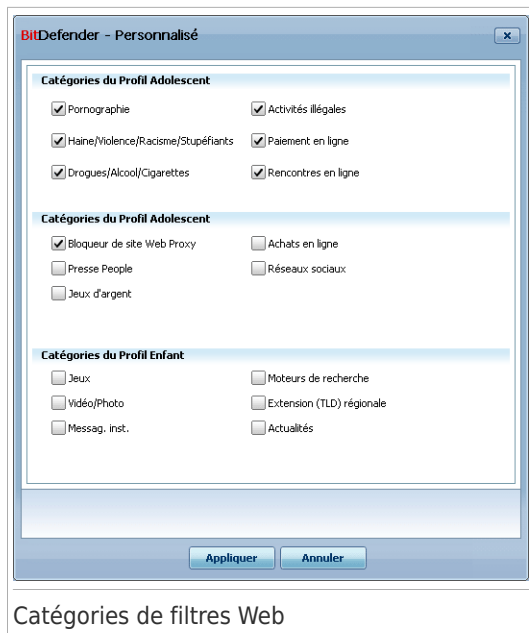 BitDefender - Personnalisé
Catégories du Profil Adolescent
Pornographie
Activités illégales
Haine/Violence/Racisme/Stupéfiants
Paiement en ligne
Drogues/Alcool/Cigarettes
Rencontres en ligne
Catégories du Profil Adolescent
Bloqueur de site Web Proxy
Achats en ligne
Presse People
Réseaux sociaux
Jeux d'argent
Catégories du Profil Enfant
Jeux
Moteurs de recherche
Vidéo/Photo
Extension (TLD) régionale
Messag. inst.
Actualités
Appliquer
Annuler
Catégories de filtres Web